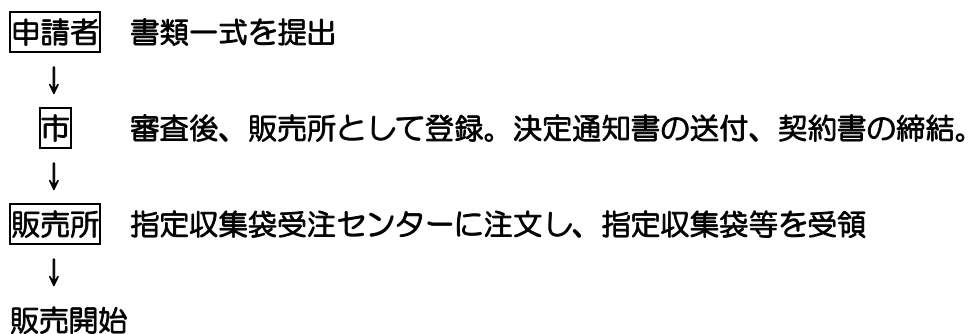 申請者 書類一式を提出
↓
市 審査後、販売所として登録。決定通知書の送付、契約書の締結。
↓
販売所 指定収集袋受注センターに注文し、指定収集袋等を受領
↓
販売開始